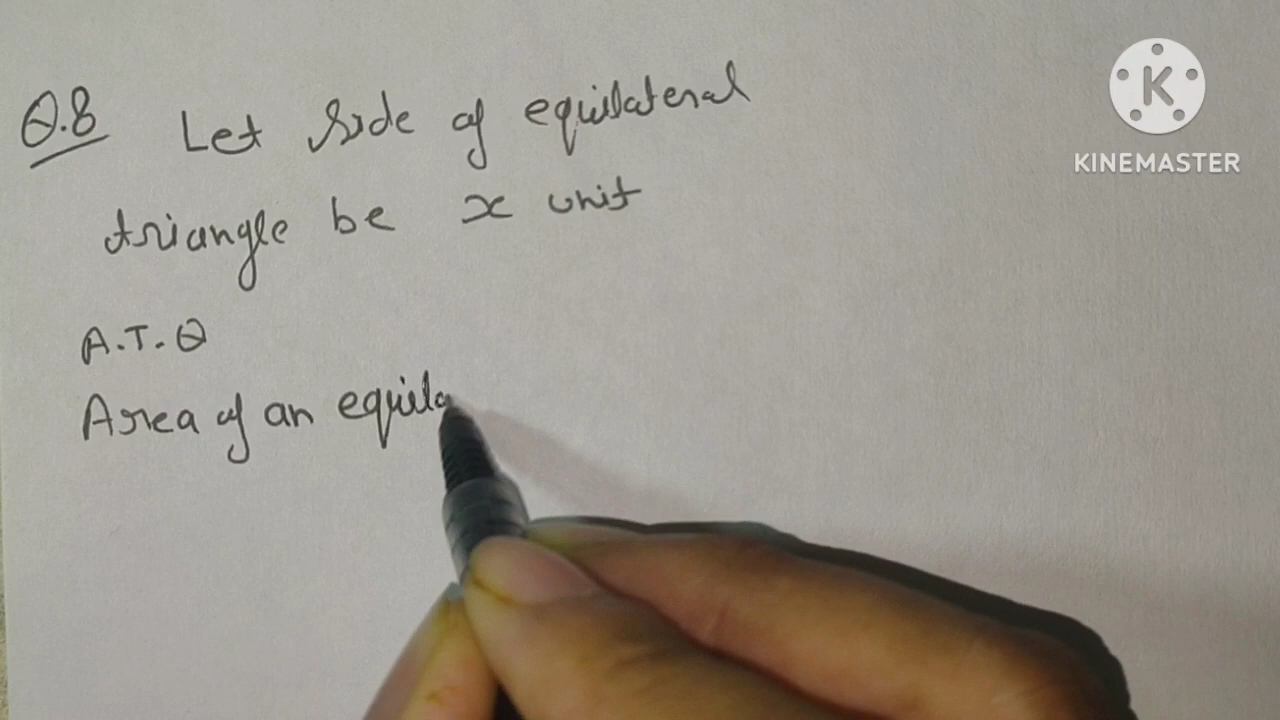 Q.8 Let side of equilateral
triangle be x unit
A.T.Q
Area of an equila
K
KINEMASTER